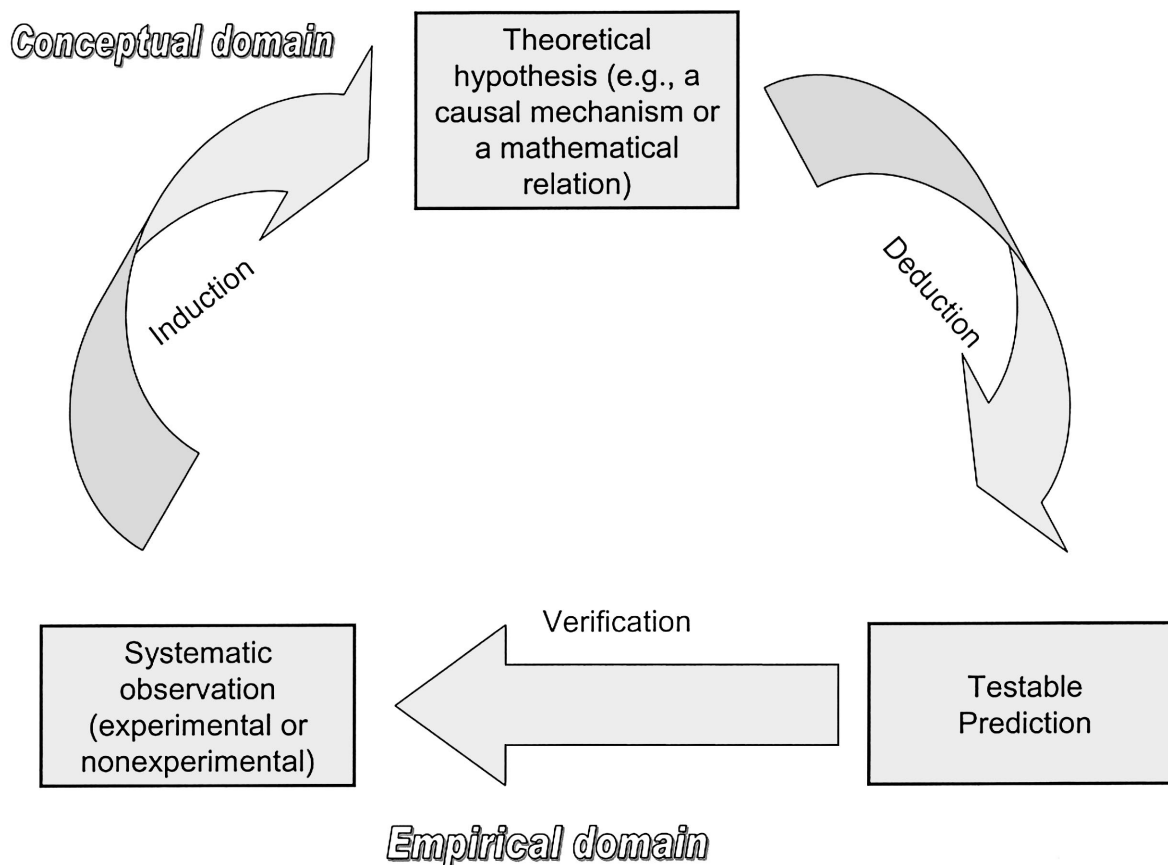 Conceptual domain
Theoretical
hypothesis (e.g., a
causal mechanism or
a mathematical
relation)
Induction
Deduction
Verification
Systematic
observation
(experimental or
nonexperimental)
Testable
Prediction
Empirical domain